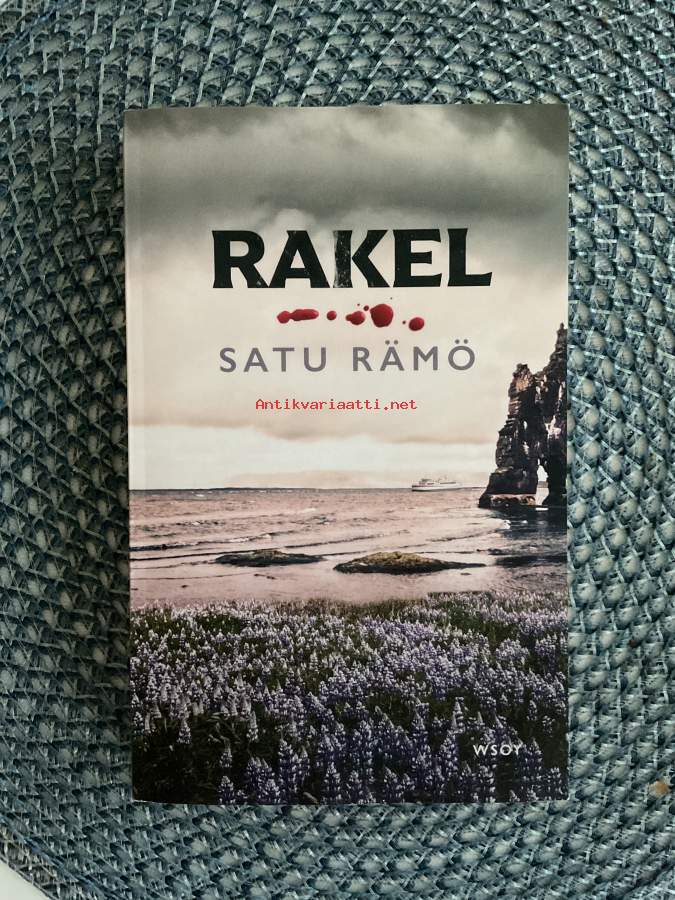 RAKEL
SATU RÄMÖ
Antikvariaatti.net
WSOY